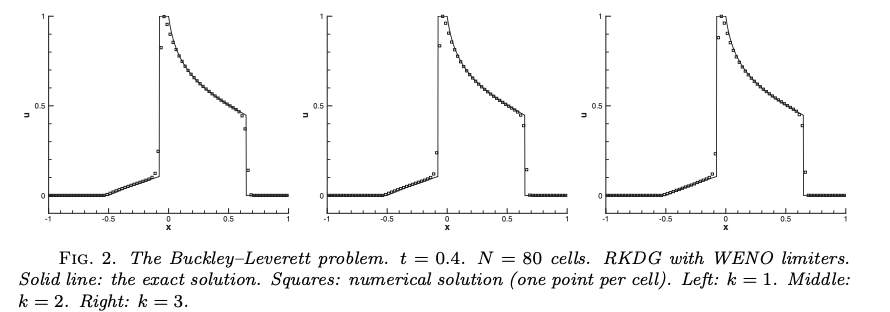 1
0.5
0
u
-1
-0.5
0
0.5
1
x
1
0.5
0
u
-1
-0.5
0
0.5
1
x
1
0.5
0
u
-1
-0.5
0
0.5
1
x
FIG. 2. The Buckley–Leverett problem. t = 0.4. N = 80 cells. RKDG with WENO limiters.
Solid line: the exact solution. Squares: numerical solution (one point per cell). Left: k = 1. Middle:
k = 2. Right: k = 3.